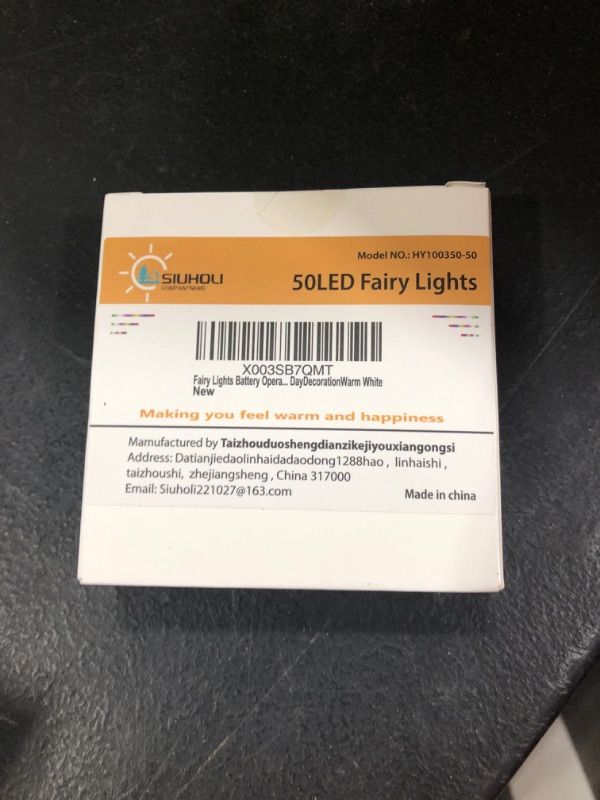 Model NO.: HY100350-50
SIUHOLI
COMPANYNAME
50LED Fairy Lights
X003SB7QMT
Fairy Lights Battery Opera... DayDecorationWarm White
New
Making you feel warm and happiness
Mamufactured by Taizhouduoshengdianzikejiyouxiangongsi
Address: Datianjiedaolinhaidadaodong1288hao , linhaishi ,
taizhoushi, zhejiangsheng , China 317000
Email: Siuholi221027@163.com
Made in china